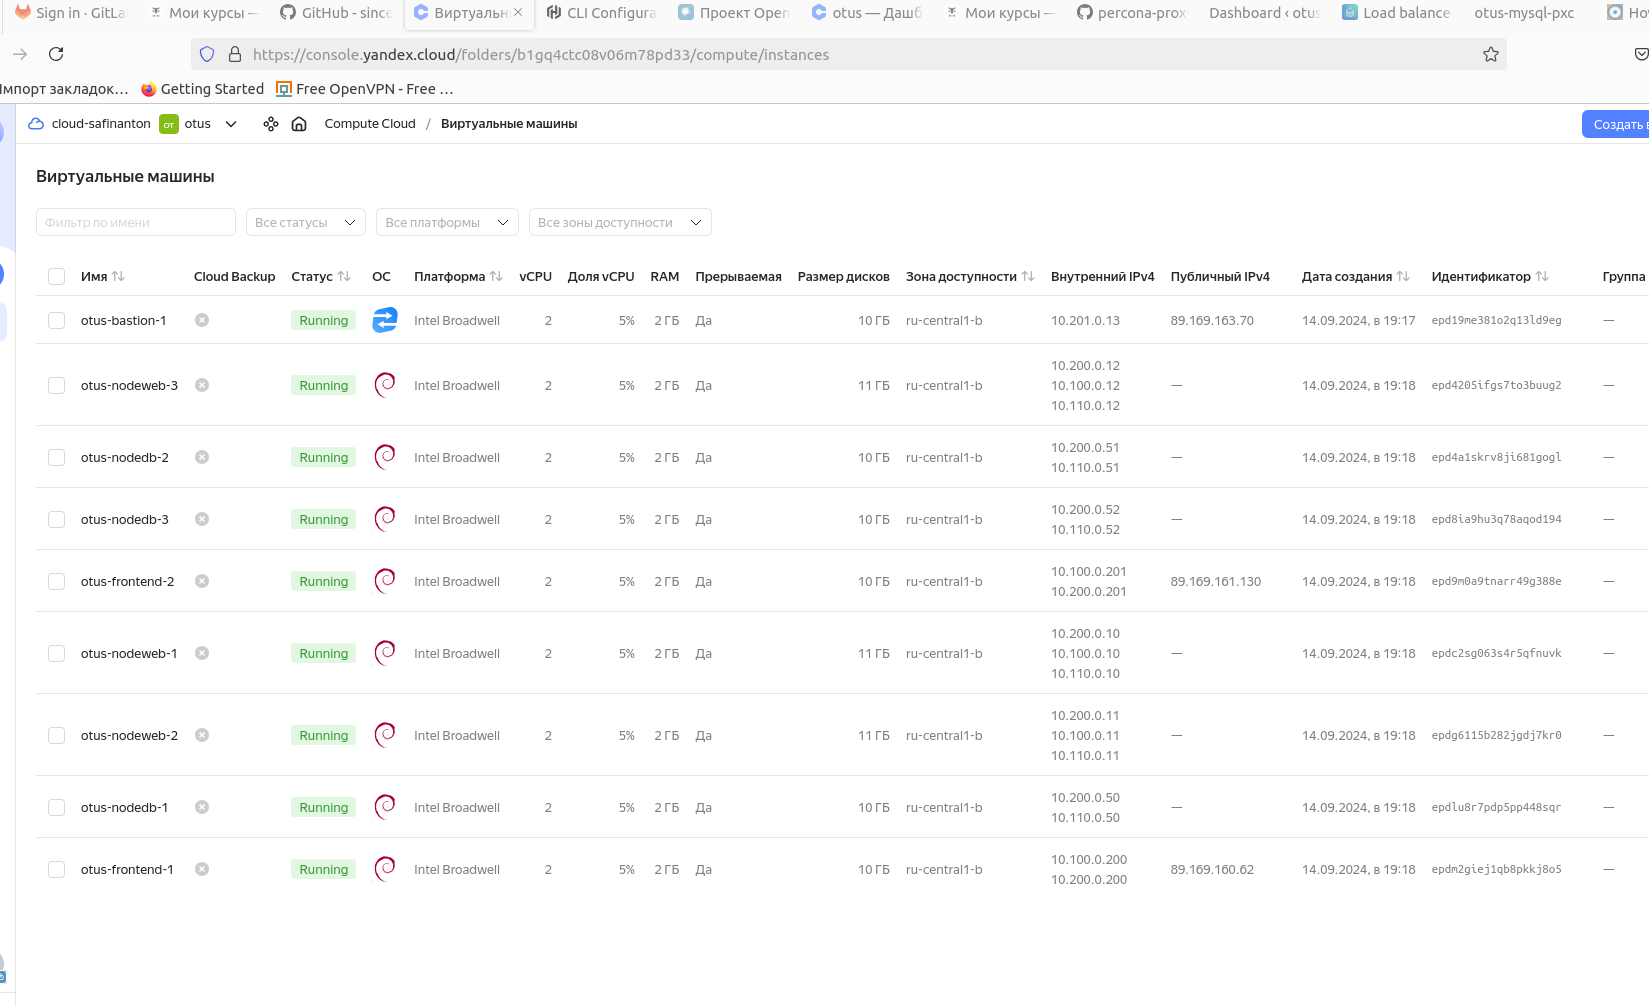 Sign in · GitLa
Мои курсы —
GitHub - since
Виртуальн
CLI Configura
Проект Open
otus — Дашб
Мои курсы —
percona-prox
Dashboard ‹ otus
Load balance
otus-mysql-pxc
Ho
https://console.yandex.cloud/folders/b1gq4ctc08v06m78pd33/compute/instances
Импорт закладок… Getting Started Free OpenVPN - Free …
cloud-safinanton от otus Compute Cloud / Виртуальные машины
Создать в
Виртуальные машины
Фильтр по имени Все статусы Все платформы Все зоны доступности
Имя Cloud Backup Статус ОС Платформа vCPU Доля vCPU RAM Прерываемая Размер дисков Зона доступности Внутренний IPv4 Публичный IPv4 Дата создания Идентификатор Группа
otus-bastion-1 Running Intel Broadwell 2 5% 2 ГБ Да 10 ГБ ru-central1-b 10.201.0.13 89.169.163.70 14.09.2024, в 19:17 epd19me381o2q13ld9eg —
10.200.0.12
otus-nodeweb-3 Running Intel Broadwell 2 5% 2 ГБ Да 11 ГБ ru-central1-b 10.100.0.12 — 14.09.2024, в 19:18 epd4205ifgs7to3buug2 —
10.110.0.12
10.200.0.51
otus-nodedb-2 Running Intel Broadwell 2 5% 2 ГБ Да 10 ГБ ru-central1-b — 14.09.2024, в 19:18 epd4a1skrv8ji681gogl —
10.110.0.51
10.200.0.52
otus-nodedb-3 Running Intel Broadwell 2 5% 2 ГБ Да 10 ГБ ru-central1-b — 14.09.2024, в 19:18 epd8ia9hu3q78aqod194 —
10.110.0.52
10.100.0.201
otus-frontend-2 Running Intel Broadwell 2 5% 2 ГБ Да 10 ГБ ru-central1-b 89.169.161.130 14.09.2024, в 19:18 epd9m0a9tnarr49g388e —
10.200.0.201
10.200.0.10
otus-nodeweb-1 Running Intel Broadwell 2 5% 2 ГБ Да 11 ГБ ru-central1-b 10.100.0.10 — 14.09.2024, в 19:18 epdc2sg063s4r5qfnuvk —
10.110.0.10
10.200.0.11
otus-nodeweb-2 Running Intel Broadwell 2 5% 2 ГБ Да 11 ГБ ru-central1-b 10.100.0.11 — 14.09.2024, в 19:18 epdg6115b282jgdj7kr0 —
10.110.0.11
10.200.0.50
otus-nodedb-1 Running Intel Broadwell 2 5% 2 ГБ Да 10 ГБ ru-central1-b — 14.09.2024, в 19:18 epdlu8r7pdp5pp448sqr —
10.110.0.50
10.100.0.200
otus-frontend-1 Running Intel Broadwell 2 5% 2 ГБ Да 10 ГБ ru-central1-b 89.169.160.62 14.09.2024, в 19:18 epdm2giej1qb8pkkj8o5 —
10.200.0.200